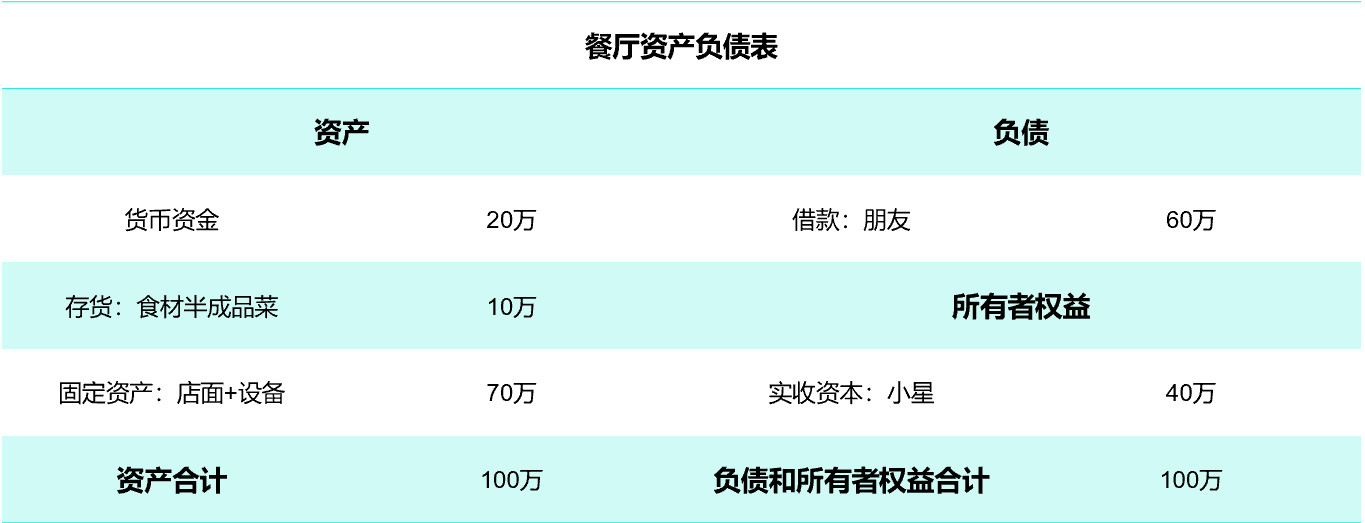 餐厅资产负债表
资产 负债
货币资金 20万 借款：朋友 60万
存货：食材半成品菜 10万 所有者权益
固定资产：店面+设备 70万 实收资本：小星 40万
资产合计 100万 负债和所有者权益合计 100万